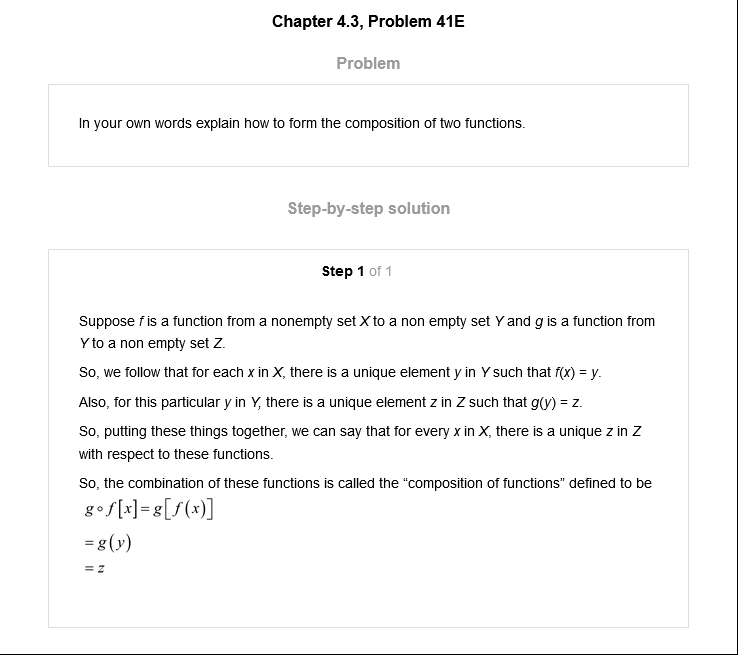 Chapter 4.3, Problem 41E
Problem
In your own words explain how to form the composition of two functions.
Step-by-step solution
Step 1 of 1
Suppose f is a function from a nonempty set X to a non empty set Y and g is a function from
Y to a non empty set Z.
So, we follow that for each x in X, there is a unique element y in Y such that f(x) = y.
Also, for this particular y in Y, there is a unique element z in Z such that g(y) = z.
So, putting these things together, we can say that for every x in X, there is a unique z in Z
with respect to these functions.
So, the combination of these functions is called the “composition of functions” defined to be
g∘f[x]=g[f(x)]
=g(y)
=z